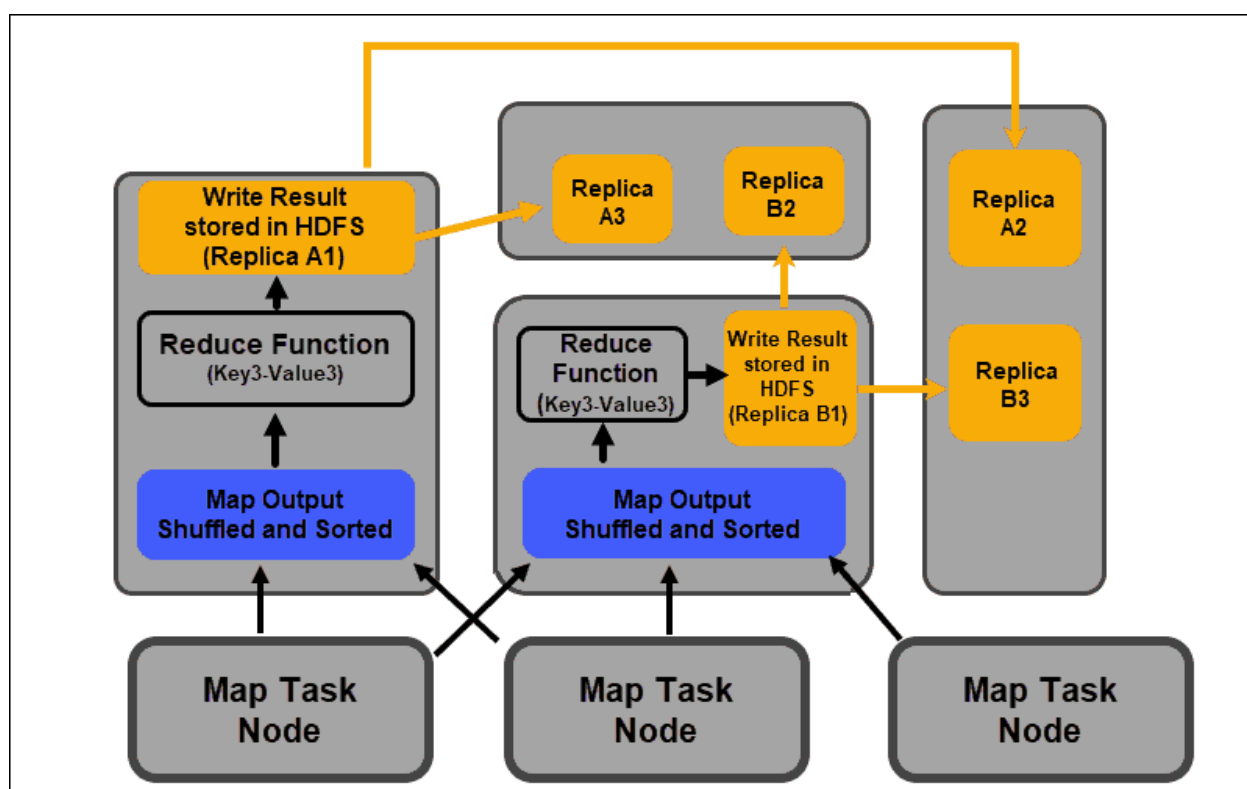 Write Result
stored in HDFS
(Replica A1)
Reduce Function
(Key3-Value3)
Map Output
Shuffled and Sorted
Replica
A3
Replica
B2
Reduce
Function
(Key3-Value3)
Write Result
stored in
HDFS
(Replica B1)
Map Output
Shuffled and Sorted
Replica
A2
Replica
B3
Map Task
Node
Map Task
Node
Map Task
Node